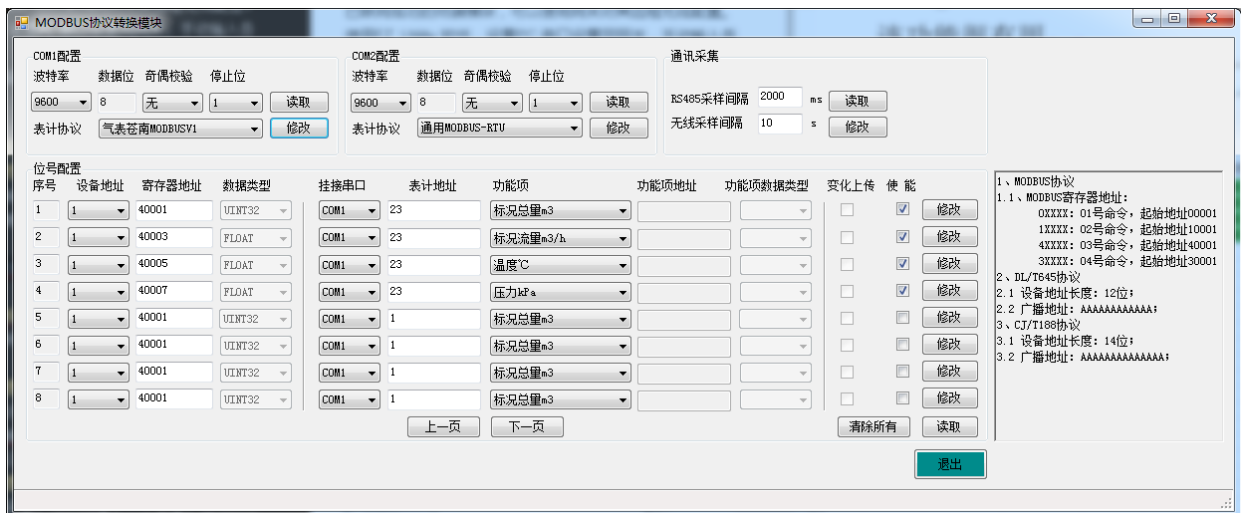 MODBUS协议转换模块
COM1配置
波特率 数据位 奇偶校验 停止位
9600 8 无 1 读取
表计协议 气表苍南MODBUSV1 修改
COM2配置
波特率 数据位 奇偶校验 停止位
9600 8 无 1 读取
表计协议 通用MODBUS-RTU 修改
通讯采集
RS485采样间隔 2000 ms 读取
无线采样间隔 10 s 修改
位号配置
序号 设备地址 寄存器地址 数据类型 挂接串口 表计地址 功能项 功能项地址 功能项数据类型 变化上传 使 能
1 1 40001 UINT32 COM1 23 标况总量m3 修改
2 1 40003 FLOAT COM1 23 标况流量m3/h 修改
3 1 40005 FLOAT COM1 23 温度℃ 修改
4 1 40007 FLOAT COM1 23 压力kPa 修改
5 1 40001 UINT32 COM1 1 标况总量m3 修改
6 1 40001 UINT32 COM1 1 标况总量m3 修改
7 1 40001 UINT32 COM1 1 标况总量m3 修改
8 1 40001 UINT32 COM1 1 标况总量m3 修改
上一页 下一页 清除所有 读取
1、MODBUS协议
1.1、MODBUS寄存器地址:
0XXXX: 01号命令，起始地址00001
1XXXX: 02号命令，起始地址10001
4XXXX: 03号命令，起始地址40001
3XXXX: 04号命令，起始地址30001
2、DL/T645协议
2.1 设备地址长度: 12位;
2.2 广播地址: AAAAAAAAAAAA;
3、CJ/T188协议
3.1 设备地址长度: 14位;
3.2 广播地址: AAAAAAAAAAAAAA;
退出